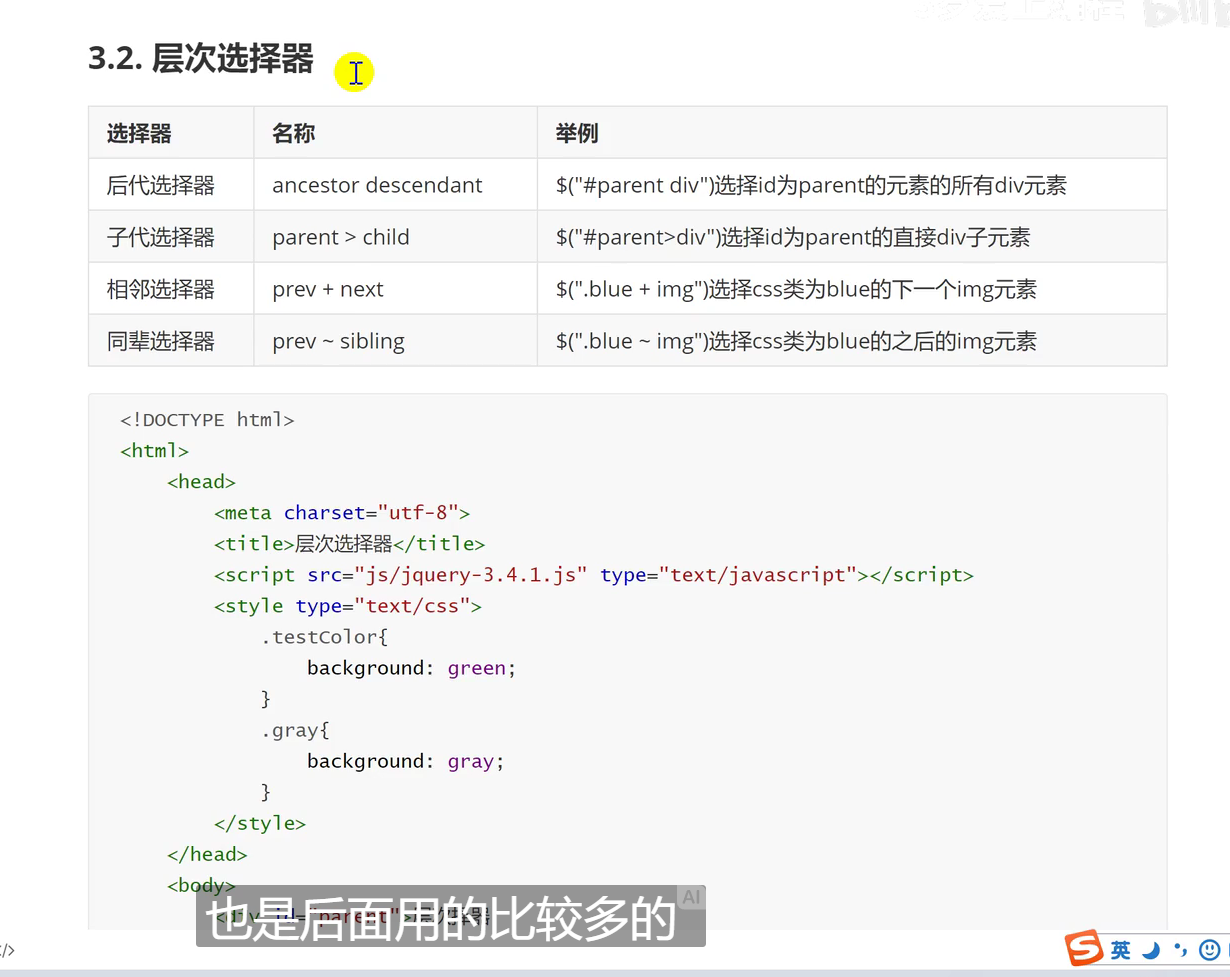 3.2. 层次选择器
选择器 名称 举例
后代选择器 ancestor descendant $("#parent div")选择id为parent的元素的所有div元素
子代选择器 parent > child $("#parent>div")选择id为parent的直接div子元素
相邻选择器 prev + next $(".blue + img")选择css类为blue的下一个img元素
同辈选择器 prev ~ sibling $(".blue ~ img")选择css类为blue的之后的img元素
<!DOCTYPE html>
<html>
<head>
<meta charset="utf-8">
<title>层次选择器</title>
<script src="js/jquery-3.4.1.js" type="text/javascript"></script>
<style type="text/css">
.testColor{
background: green;
}
.gray{
background: gray;
}
</style>
</head>
<body>
<div id="parent">层次择器
也是后面用的比较多的
AI
/>
S 英